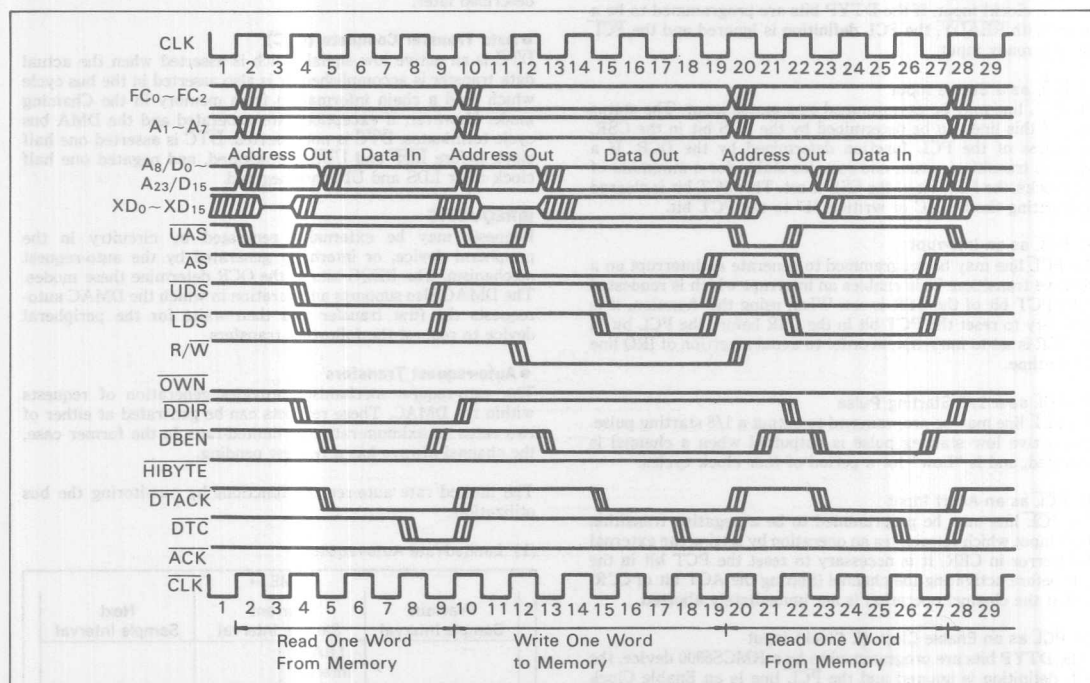 CLK
2 3 4 5 6 7 8 9 10 11 12 13 14 15 16 17 18 19 20 21 22 23 24 25 26 27 28 29
FC₀~FC₂
A₁~A₇
Address Out Data In Address Out Data Out Address Out Data In
A₈/D₀~
A₂₃/D₁₅
XD₀~XD₁₅
UAS
AS
UDS
LDS
R/W
OWN
DDIR
DBEN
HIBYTE
DTACK
DTC
ACK
CLK
2 3 4 5 6 7 8 9 10 11 12 13 14 15 16 17 18 19 20 21 22 23 24 25 26 27 28 29
Read One Word Write One Word Read One Word
From Memory to Memory From Memory